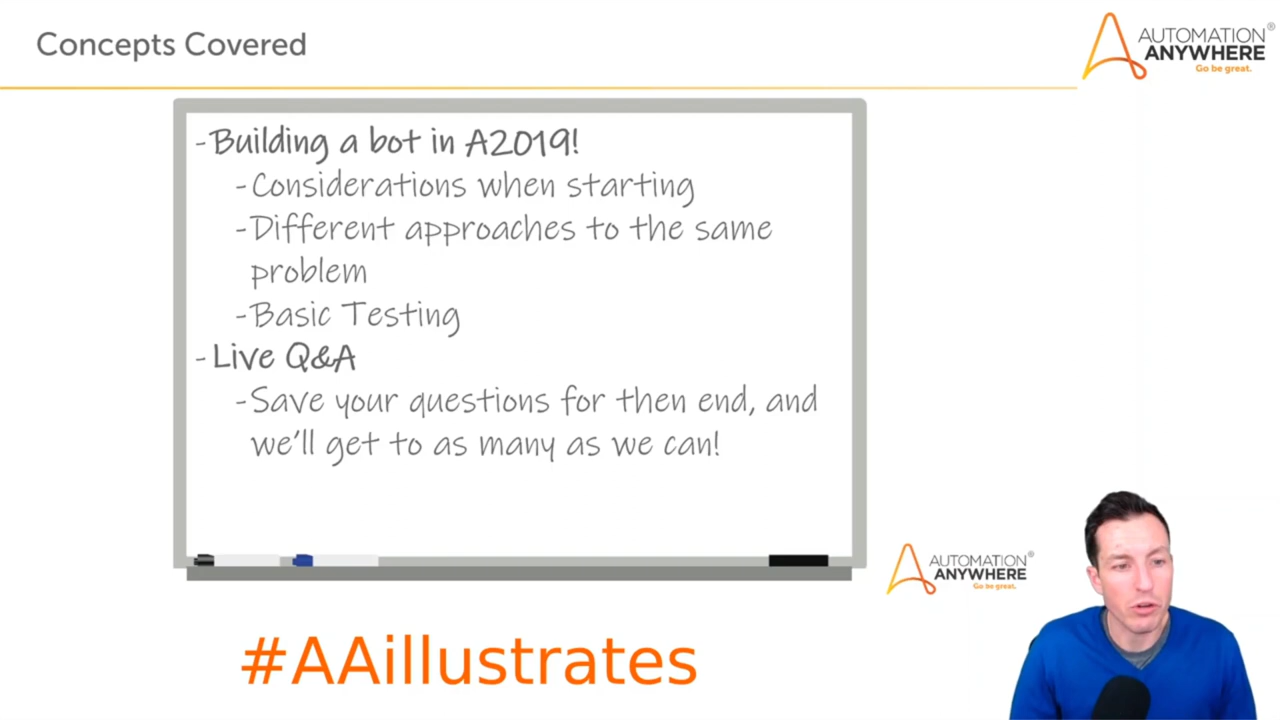 Concepts Covered
AUTOMATION
ANYWHERE
Go be great.
-Building a bot in A2019!
-Considerations when starting
-Different approaches to the same
problem
-Basic Testing
-Live Q&A
-Save your questions for then end, and
we'll get to as many as we can!
AUTOMATION
ANYWHERE
Go be great.
#AAillustrates